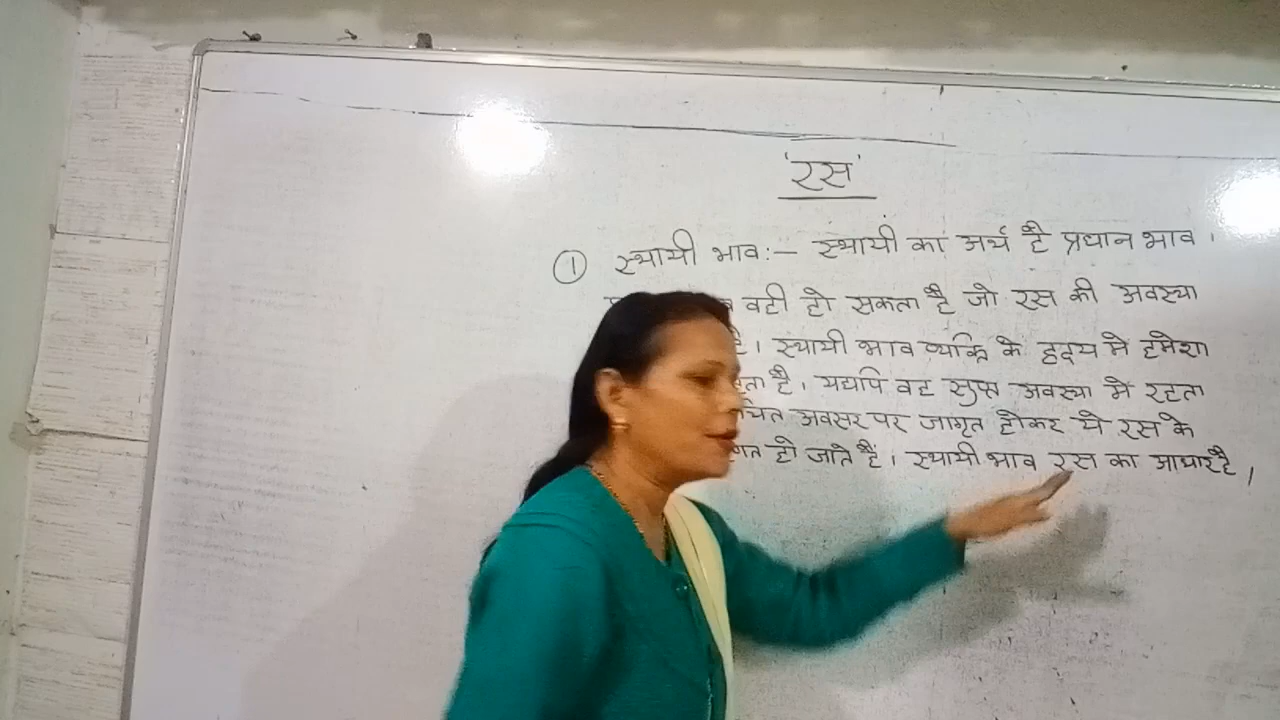 'रस'
① स्थायी भाव:- स्थायी का अर्थ है प्रधान भाव ।
वही हो सकता है जो रस की अवस्था
है। स्थायी भाव व्यक्ति के हृदय मे हमेशा
है। यद्यपि वह सुप्त अवस्था मे रहता
अवसर पर जागृत होकर ये रस के
हो जाते हैं। स्थायी भाव रस का आधार है ।